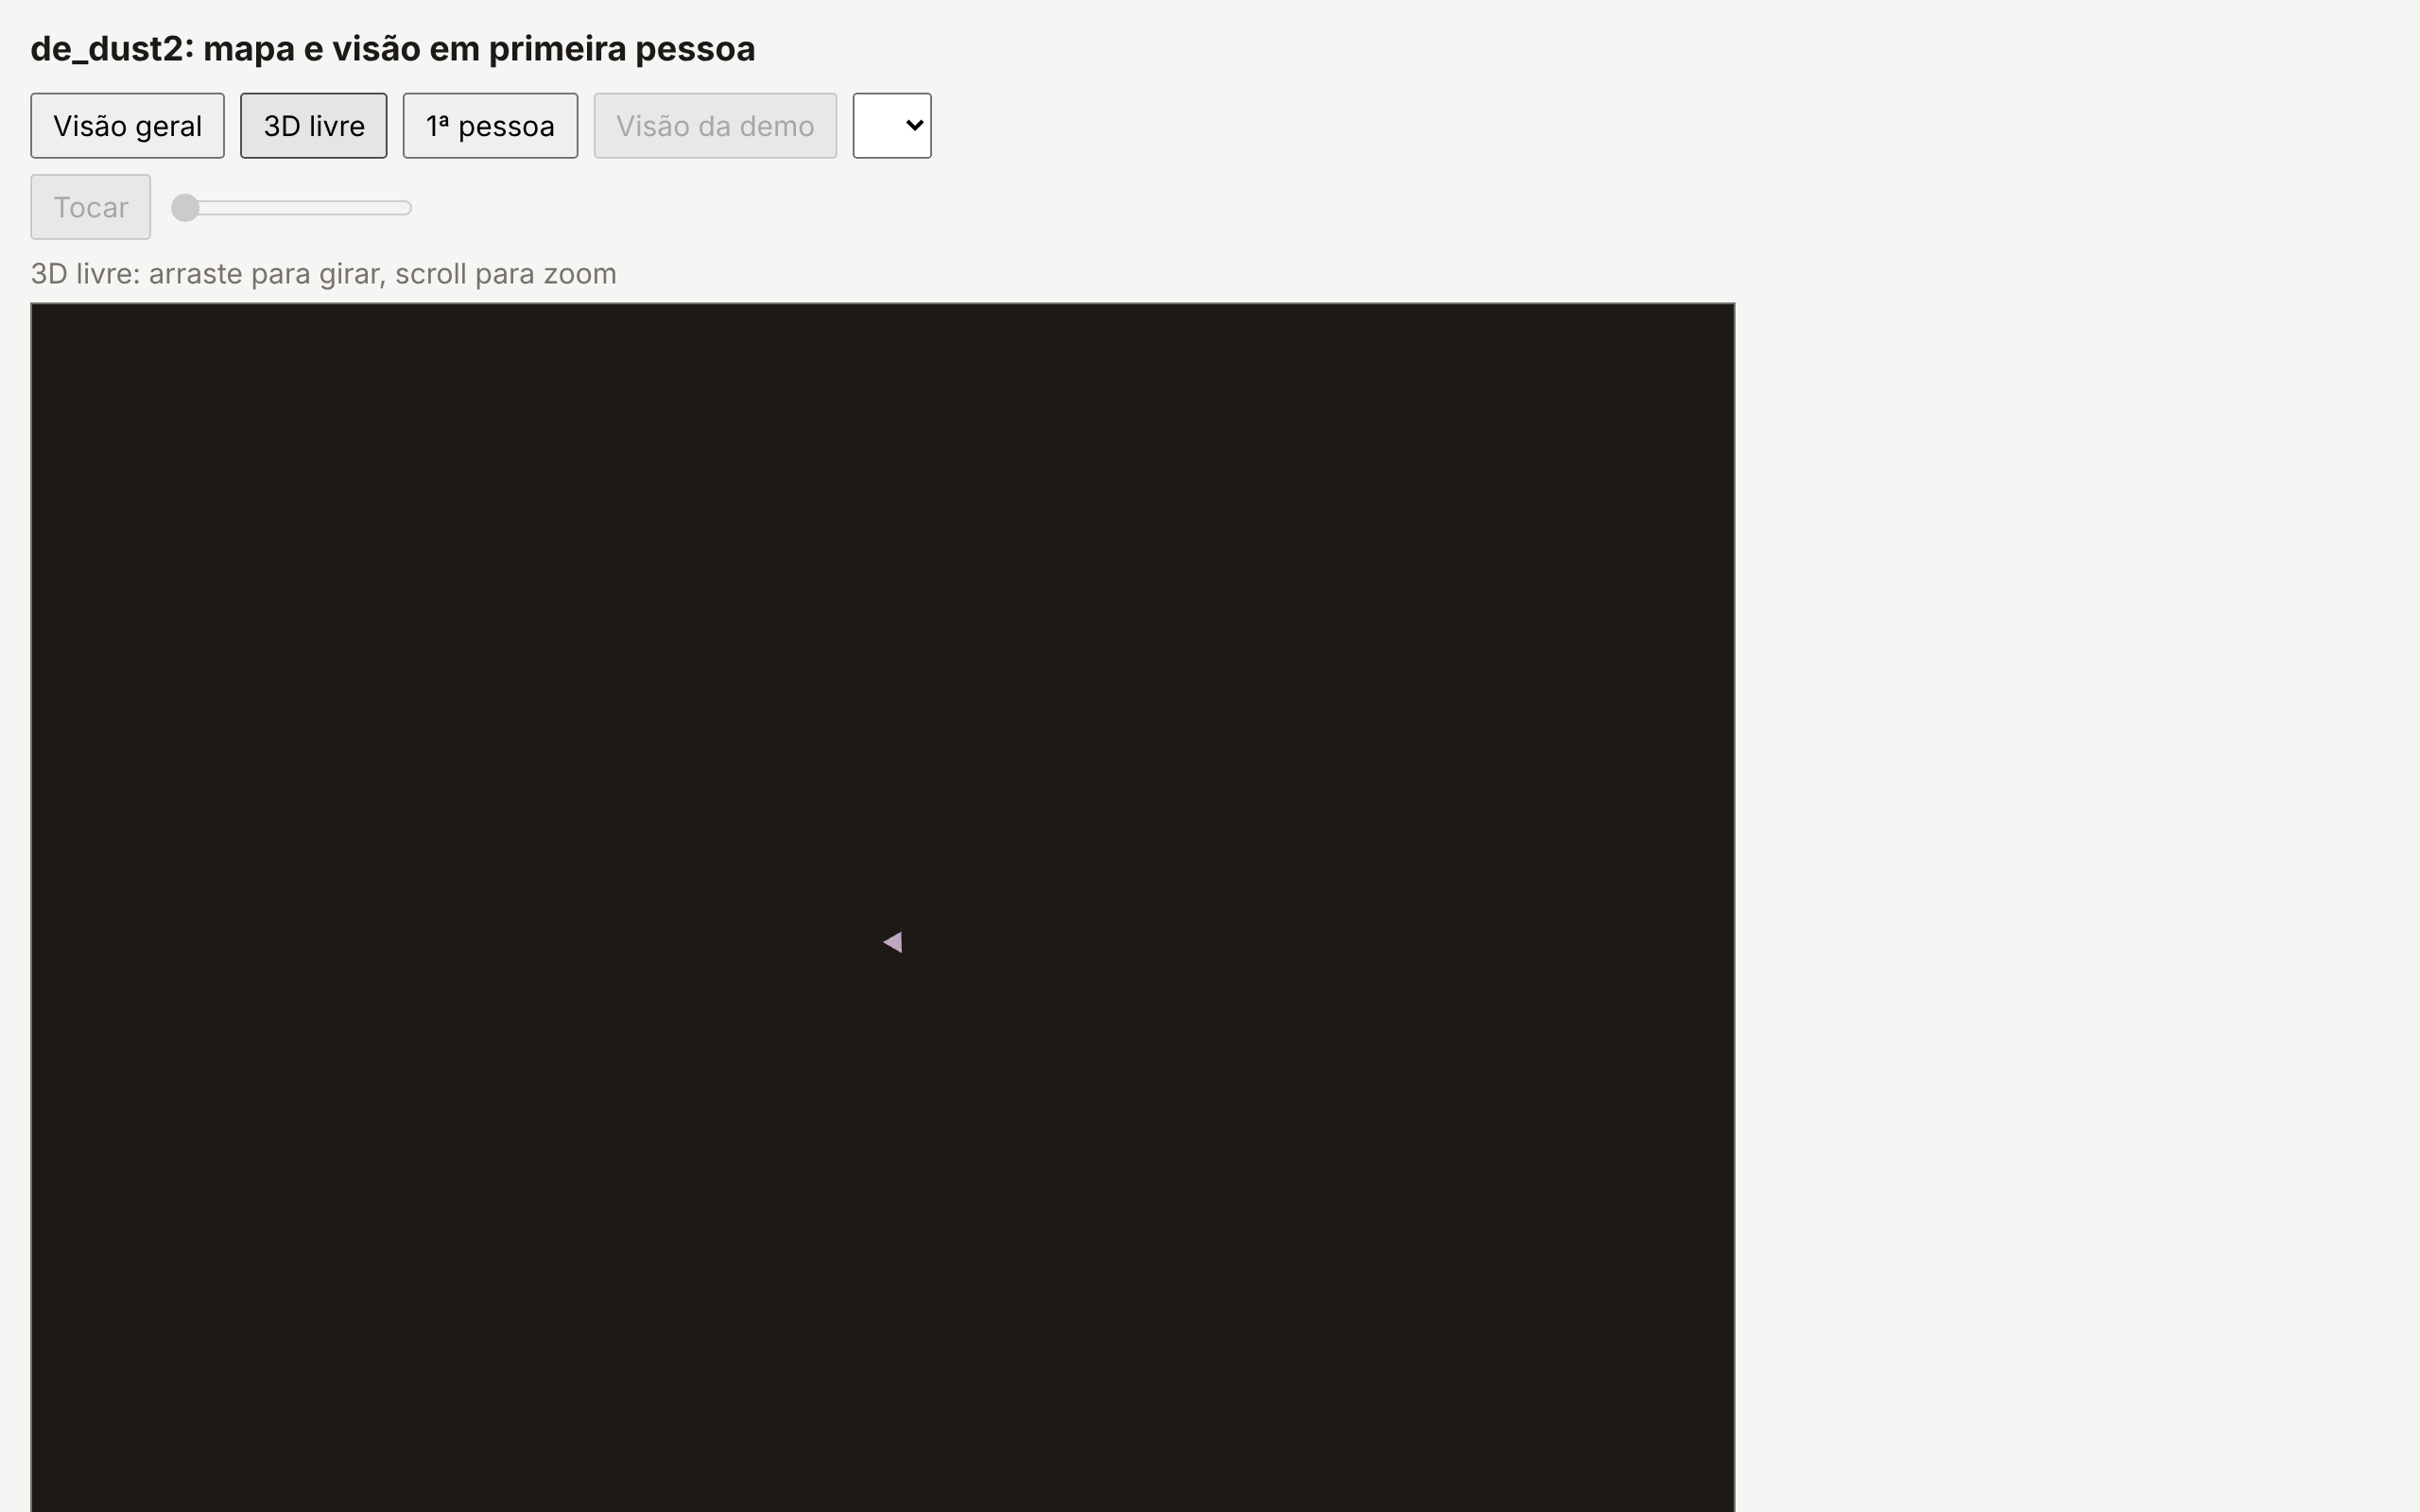 de_dust2: mapa e visão em primeira pessoa
Visão geral 3D livre 1ª pessoa Visão da demo
Tocar
3D livre: arraste para girar, scroll para zoom